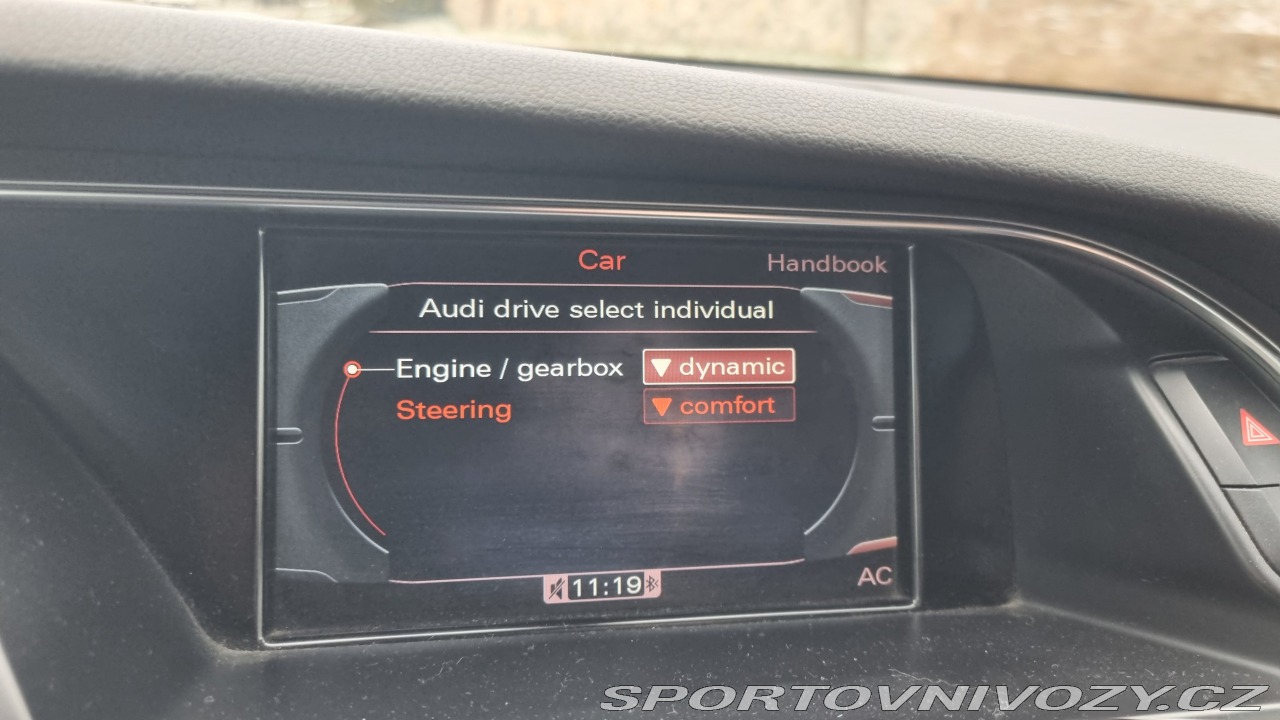 Car Handbook
Audi drive select individual
Engine / gearbox dynamic
Steering comfort
11:19
AC
SPORTOVNIVOZY.CZ